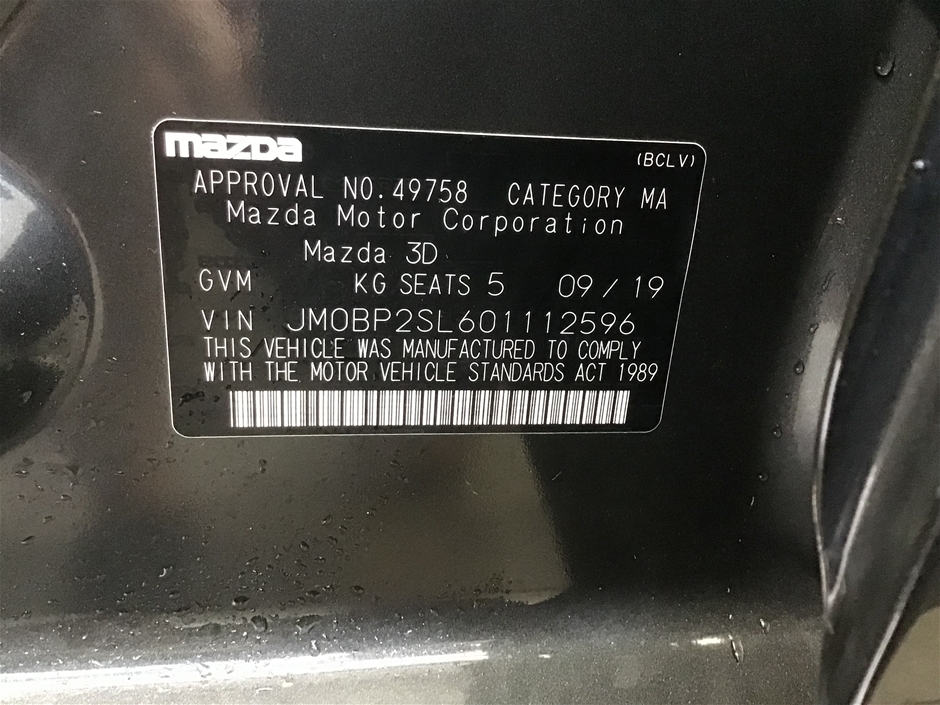 mazda
(BCLV)
APPROVAL NO.49758 CATEGORY MA
Mazda Motor Corporation
Mazda 3D
GVM KG SEATS 5 09/19
VIN JM0BP2SL601112596
THIS VEHICLE WAS MANUFACTURED TO COMPLY
WITH THE MOTOR VEHICLE STANDARDS ACT 1989